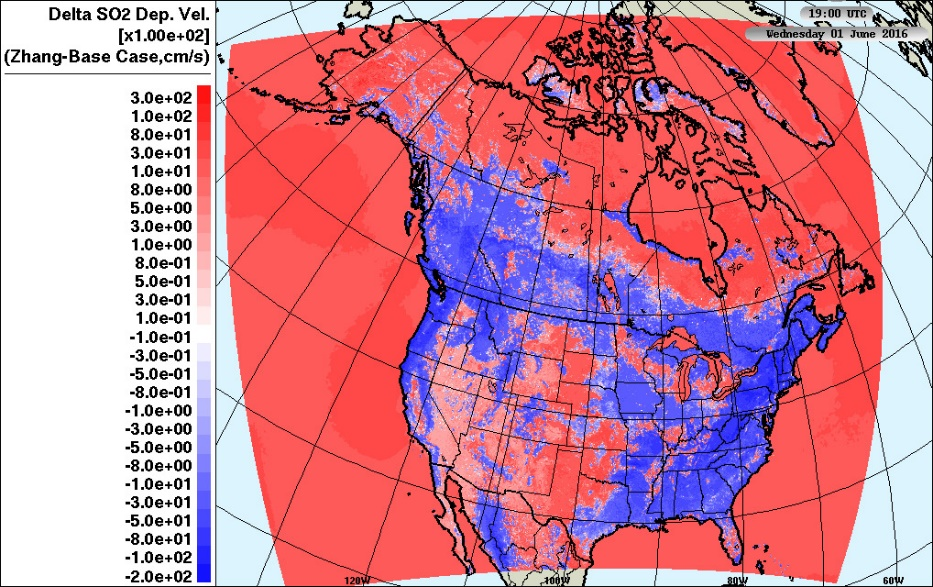 Delta SO2 Dep. Vel.
[x1.00e+02]
(Zhang-Base Case,cm/s)
3.0e+02
1.0e+02
8.0e+01
3.0e+01
1.0e+01
8.0e+00
5.0e+00
3.0e+00
1.0e+00
8.0e-01
5.0e-01
3.0e-01
1.0e-01
-1.0e-01
-3.0e-01
-5.0e-01
-8.0e-01
-1.0e+00
-3.0e+00
-5.0e+00
-8.0e+00
-1.0e+01
-3.0e+01
-5.0e+01
-8.0e+01
-1.0e+02
-2.0e+02
19:00 UTC
Wednesday 01 June 2016
120W
100W
80W
60W